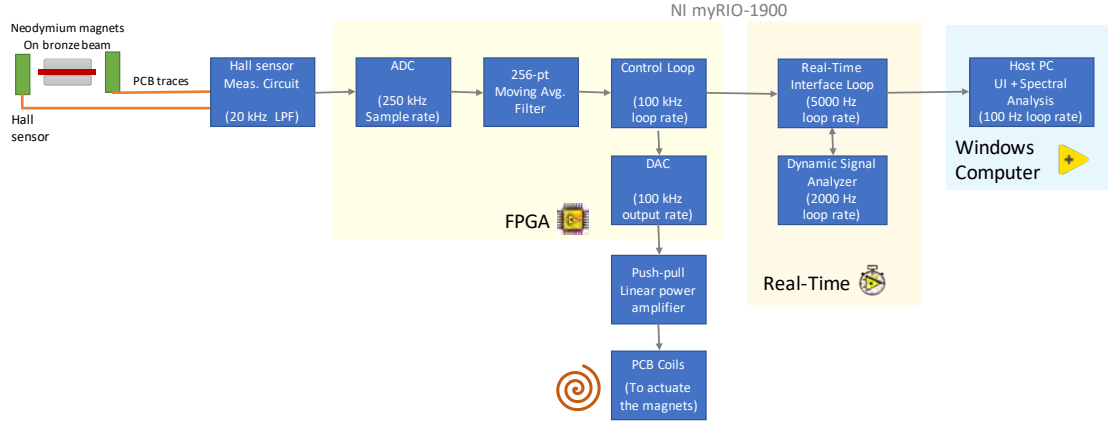 NI myRIO-1900
Neodymium magnets
On bronze beam
PCB traces
Hall
sensor
Hall sensor
Meas. Circuit
(20 kHz LPF)
ADC
(250 kHz
Sample rate)
256-pt
Moving Avg.
Filter
Control Loop
(100 kHz
loop rate)
Real-Time
Interface Loop
(5000 Hz
loop rate)
Host PC
UI + Spectral
Analysis
(100 Hz loop rate)
Windows
Computer
DAC
(100 kHz
output rate)
Dynamic Signal
Analyzer
(2000 Hz
loop rate)
FPGA
Push-pull
Linear power
amplifier
Real-Time
PCB Coils
(To actuate
the magnets)